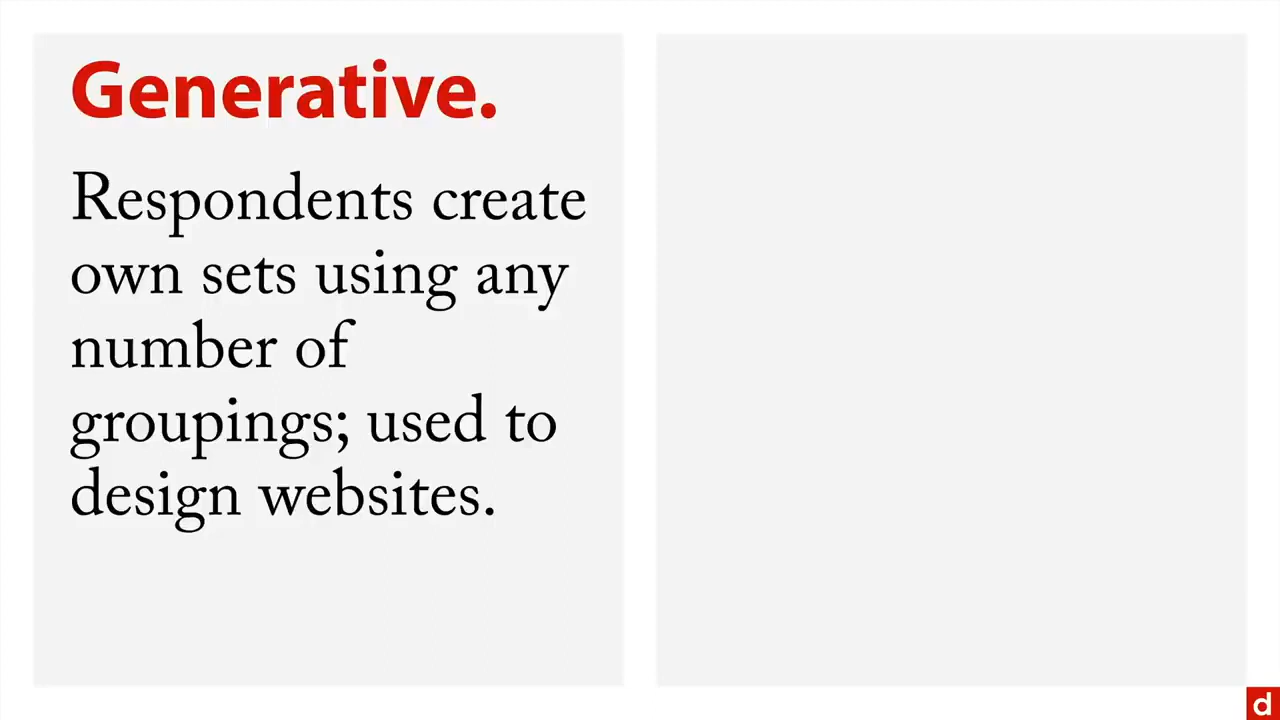 Generative.
Respondents create
own sets using any
number of
groupings; used to
design websites.
d